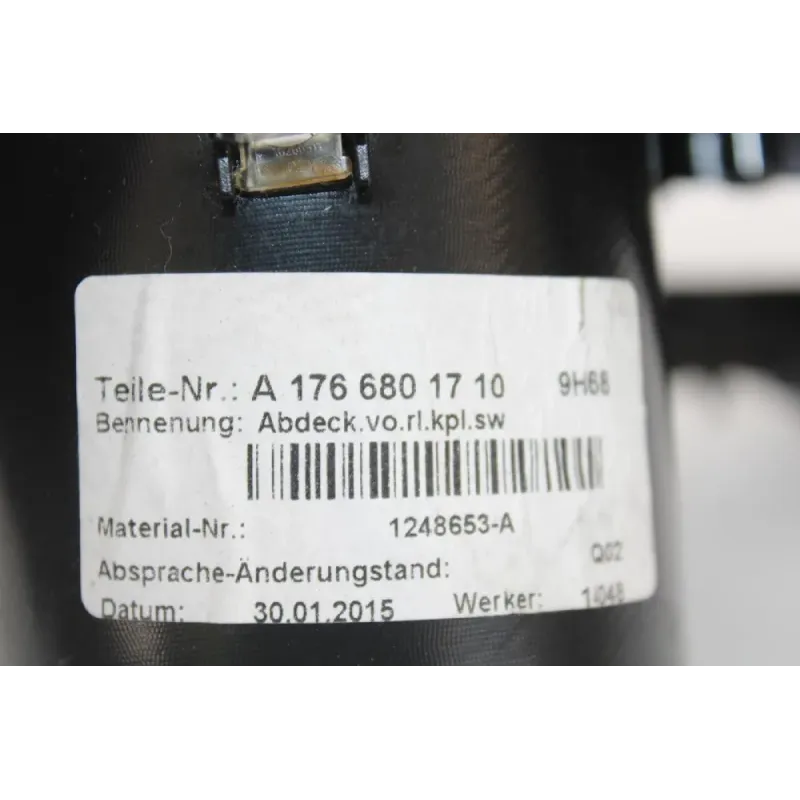 Teile-Nr.: A 176 680 17 10 9H68
Bennenung: Abdeck.vo.rl.kpl.sw
Material-Nr.: 1248653-A
Absprache-Änderungstand: Q02
Datum: 30.01.2015 Werker: 1048